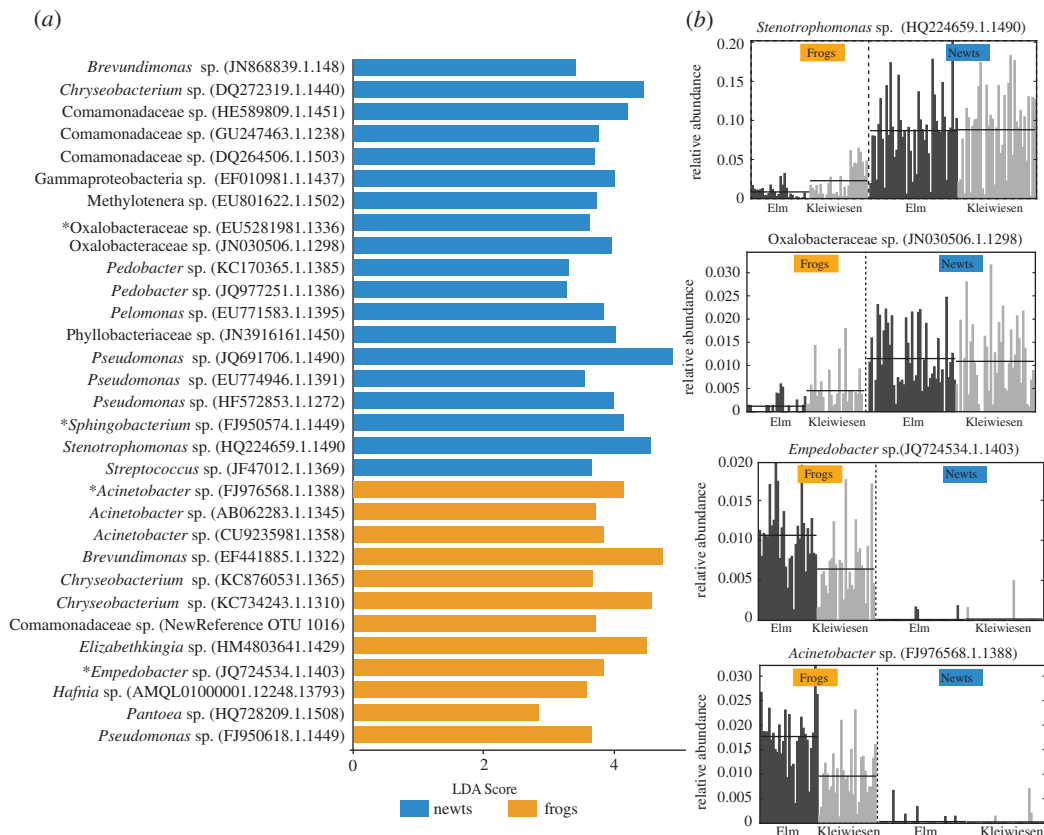 (a)
Brevundimonas sp. (JN868839.1.148)
Chryseobacterium sp. (DQ272319.1.1440)
Comamonadaceae sp. (HE589809.1.1451)
Comamonadaceae sp. (GU247463.1.1238)
Comamonadaceae sp. (DQ264506.1.1503)
Gammaproteobacteria sp. (EF010981.1.1437)
Methylotenera sp. (EU801622.1.1502)
*Oxalobacteraceae sp. (EU5281981.1336)
Oxalobacteraceae sp. (JN030506.1.1298)
Pedobacter sp. (KC170365.1.1385)
Pedobacter sp. (JQ977251.1.1386)
Pelomonas sp. (EU771583.1.1395)
Phyllobacteriaceae sp. (JN3916161.1450)
Pseudomonas sp. (JQ691706.1.1490)
Pseudomonas sp. (EU774946.1.1391)
Pseudomonas sp. (HF572853.1.1272)
*Sphingobacterium sp. (FJ950574.1.1449)
Stenotrophomonas sp. (HQ224659.1.1490
Streptococcus sp. (JF47012.1.1369)
*Acinetobacter sp. (FJ976568.1.1388)
Acinetobacter sp. (AB062283.1.1345)
Acinetobacter sp. (CU9235981.1358)
Brevundimonas sp. (EF441885.1.1322)
Chryseobacterium sp. (KC8760531.1365)
Chryseobacterium sp. (KC734243.1.1310)
Comamonadaceae sp. (NewReference OTU 1016)
Elizabethkingia sp. (HM4803641.1429)
*Empedobacter sp. (JQ724534.1.1403)
Hafnia sp. (AMQL01000001.12248.13793)
Pantoea sp. (HQ728209.1.1508)
Pseudomonas sp. (FJ950618.1.1449)
0 2 4
LDA Score
newts frogs
(b)
Stenotrophomonas sp. (HQ224659.1.1490)
Frogs Newts
relative abundance
0.20
0.15
0.10
0.05
0
Elm Kleiwiesen Elm Kleiwiesen
Oxalobacteraceae sp. (JN030506.1.1298)
Frogs Newts
relative abundance
0.030
0.025
0.020
0.015
0.010
0.005
0
Elm Kleiwiesen Elm Kleiwiesen
Empedobacter sp.(JQ724534.1.1403)
Frogs Newts
relative abundance
0.020
0.015
0.010
0.005
0
Elm Kleiwiesen Elm Kleiwiesen
Acinetobacter sp. (FJ976568.1.1388)
Frogs Newts
relative abundance
0.030
0.025
0.020
0.015
0.010
0.005
0.000
Elm Kleiwiesen Elm Kleiwiesen